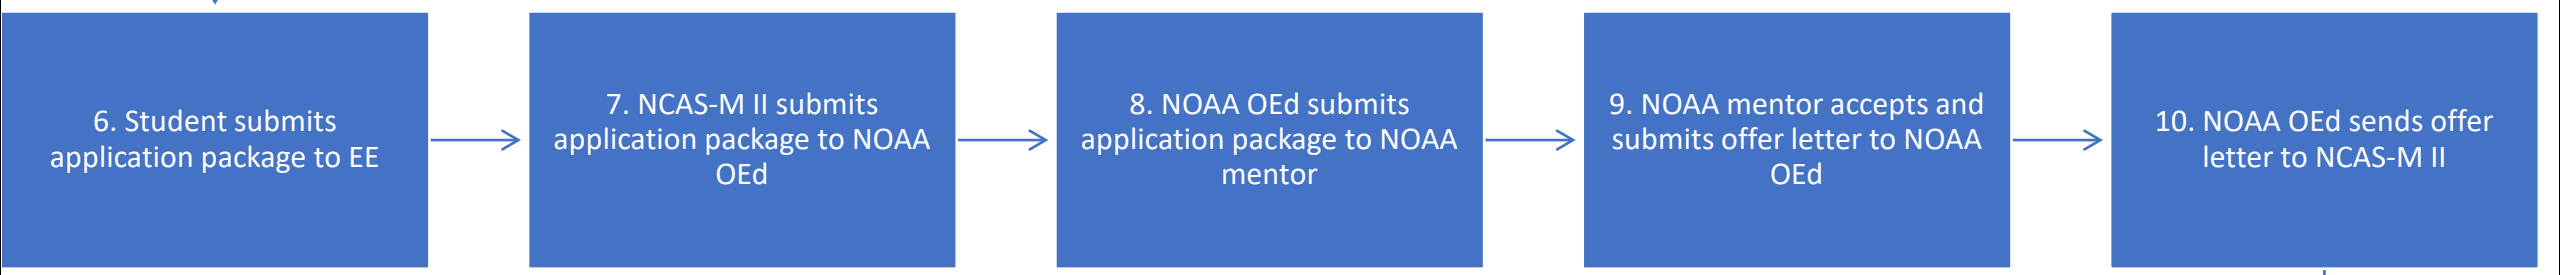 6. Student submits
application package to EE
7. NCAS-M II submits
application package to NOAA
OEd
8. NOAA OEd submits
application package to NOAA
mentor
9. NOAA mentor accepts and
submits offer letter to NOAA
OEd
10. NOAA OEd sends offer
letter to NCAS-M II